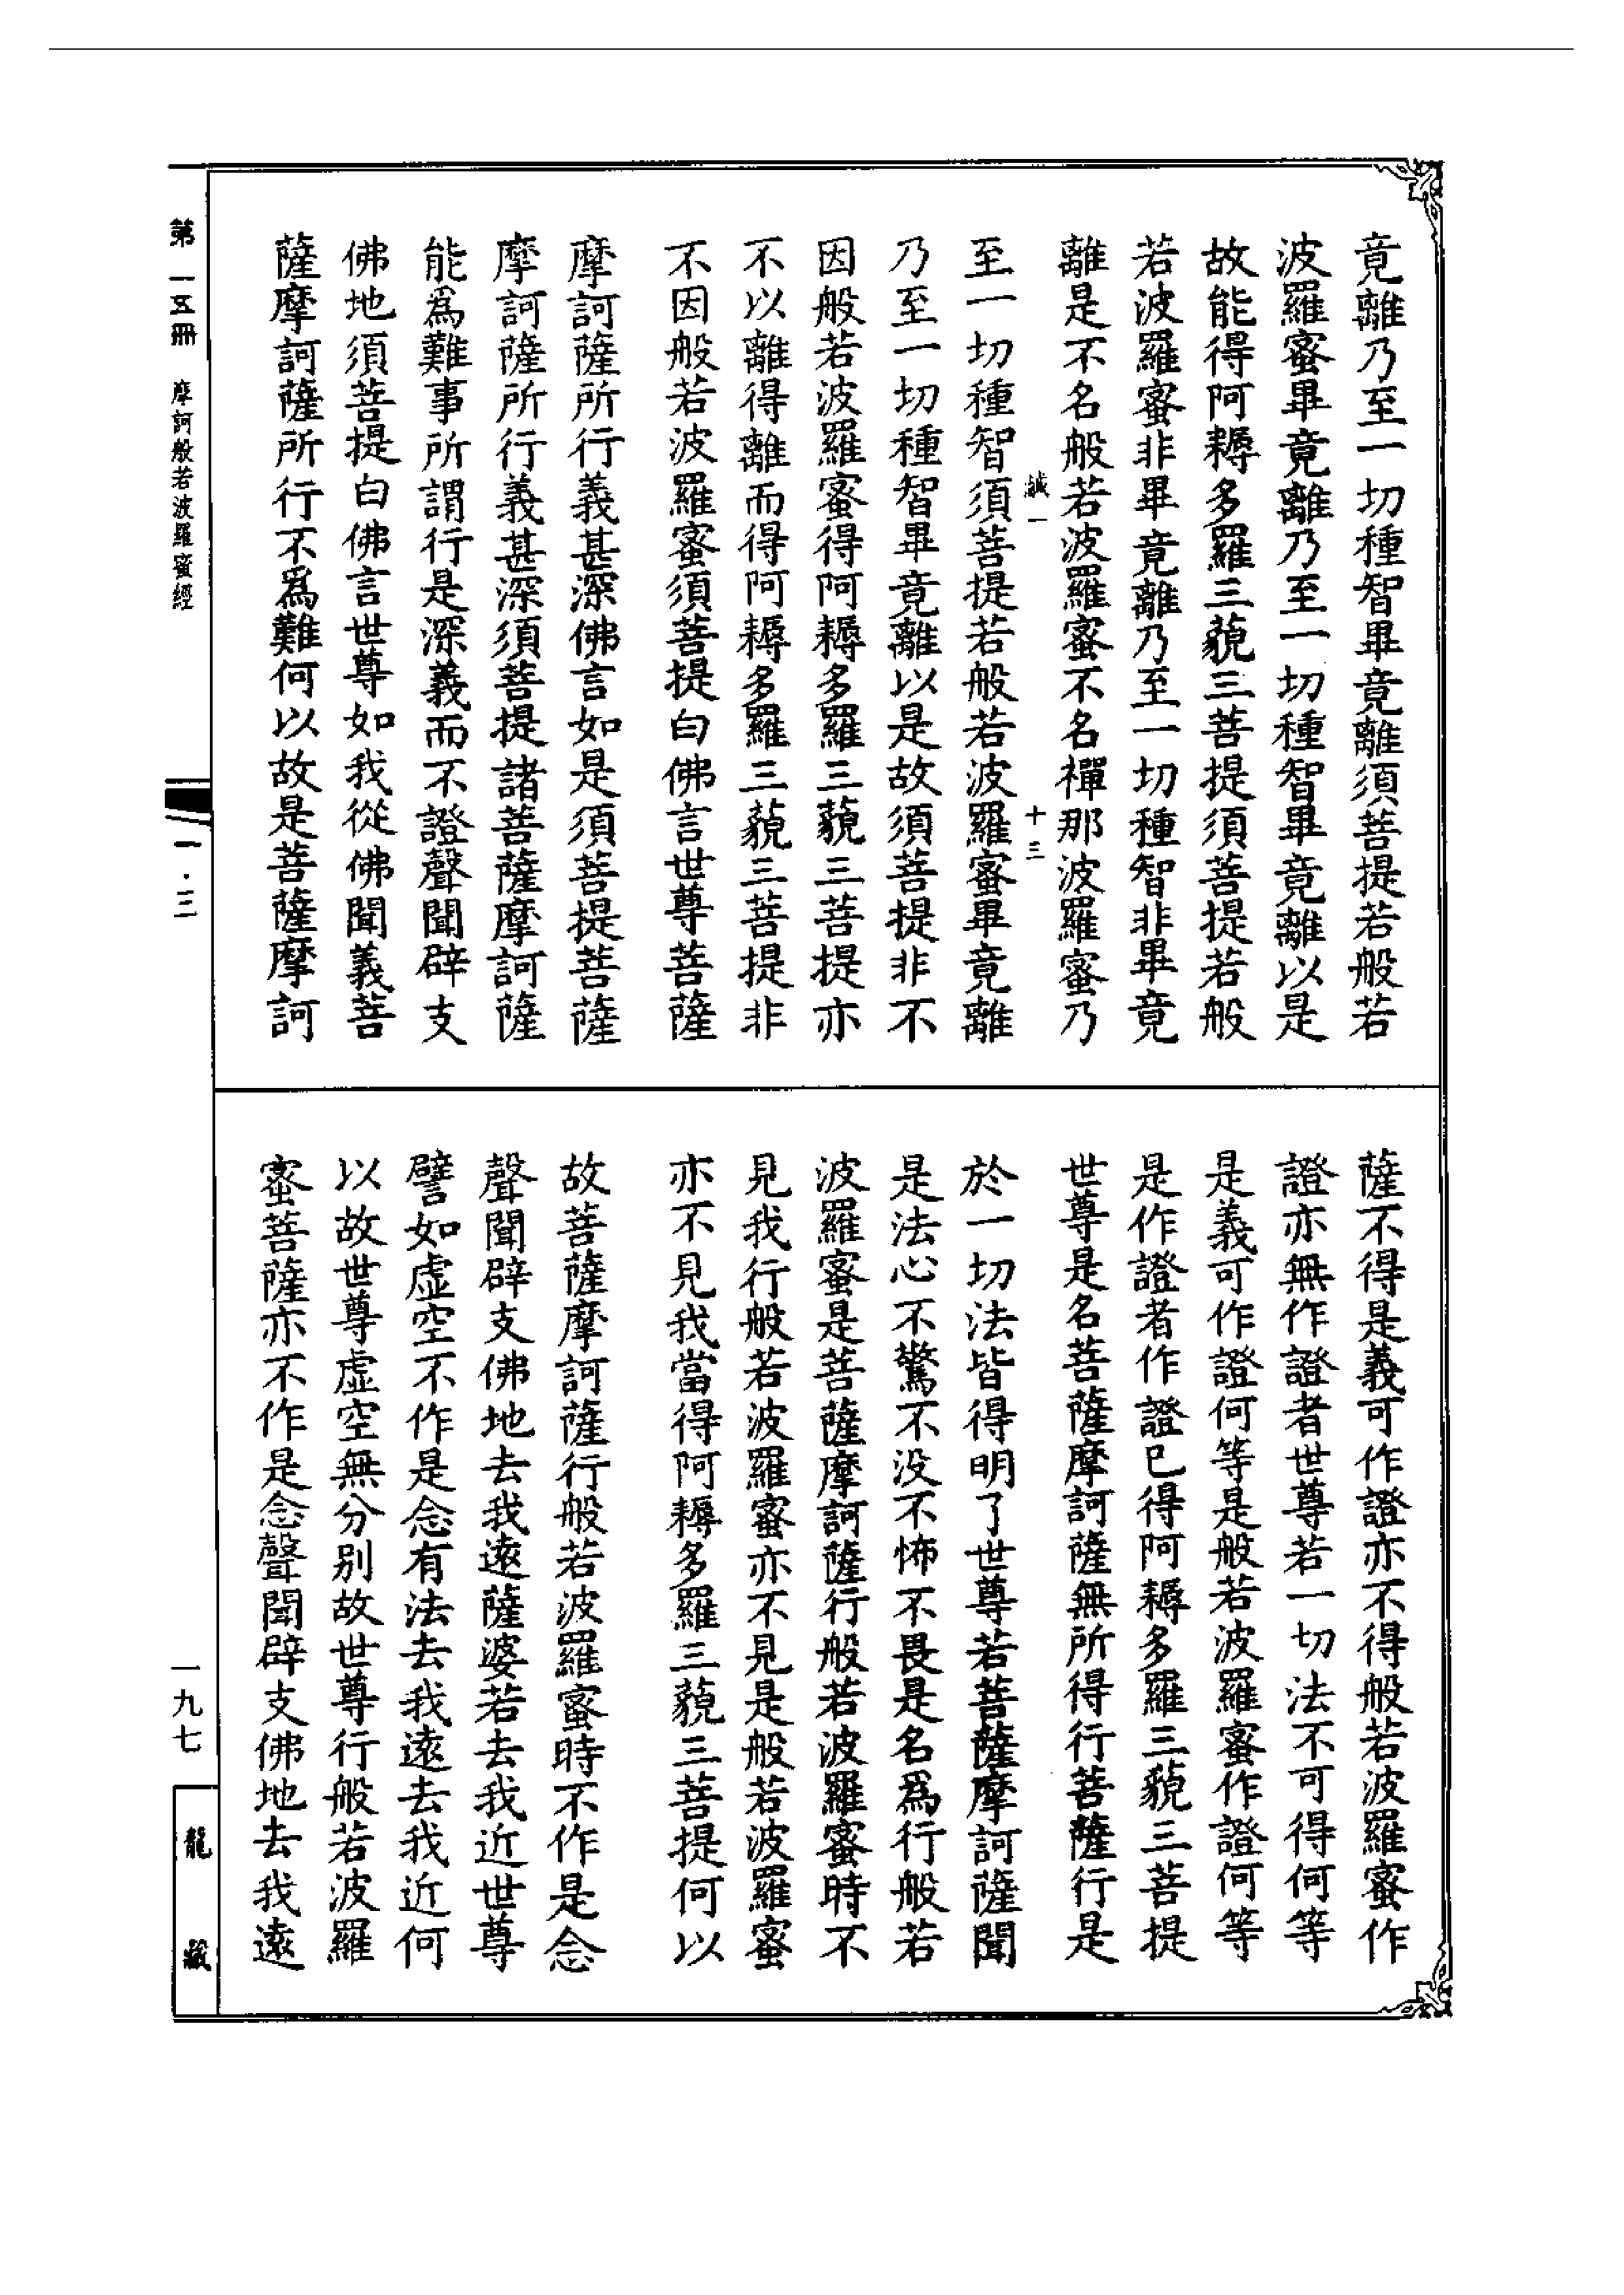 竟離乃至一切種智畢竟離須菩提若般若
波羅蜜畢竟離乃至一切種智畢竟離以是
故能得阿耨多羅三藐三菩提須菩提若般
若波羅蜜非畢竟離乃至一切種智非畢竟
離是不名般若波羅蜜不名禪那波羅蜜乃
鹹一 十三
至一切種智須菩提若般若波羅蜜畢竟離
乃至一切種智畢竟離以是故須菩提非不
因般若波羅蜜得阿耨多羅三藐三菩提亦
不以離得離而得阿耨多羅三藐三菩提非
不因般若波羅蜜須菩提白佛言世尊菩薩
摩訶薩所行義甚深佛言如是須菩提菩薩
摩訶薩所行義甚深須菩提諸菩薩摩訶薩
能為難事所謂行是深義而不證聲聞辟支
佛地須菩提白佛言世尊如我從佛聞義菩
薩摩訶薩所行不為難何以故是菩薩摩訶
薩不得是義可作證亦不得般若波羅蜜作
證亦無作證者世尊若一切法不可得何等
是義可作證何等是般若波羅蜜作證何等
是作證者作證已得阿耨多羅三藐三菩提
世尊是名菩薩摩訶薩無所得行菩薩行是
於一切法皆得明了世尊若菩薩摩訶薩聞
是法心不驚不沒不怖不畏是名為行般若
波羅蜜是菩薩摩訶薩行般若波羅蜜時不
見我行般若波羅蜜亦不見是般若波羅蜜
亦不見我當得阿耨多羅三藐三菩提何以
故菩薩摩訶薩行般若波羅蜜時不作是念
聲聞辟支佛地去我遠薩婆若去我近世尊
譬如虛空不作是念有法去我遠去我近何
以故世尊虛空無分別故世尊行般若波羅
蜜菩薩亦不作是念聲聞辟支佛地去我遠
第一五冊 摩訶般若波羅蜜經
一·三
一九七
龍藏